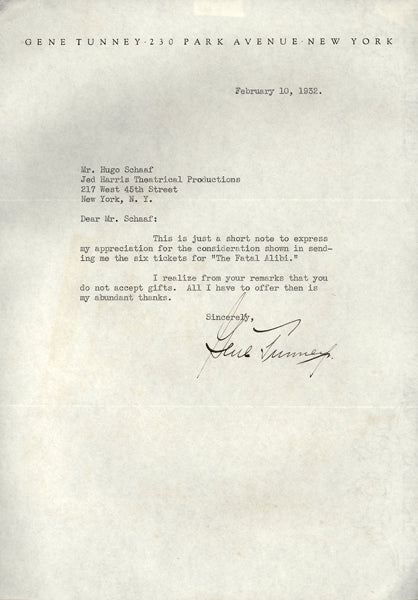 GENE TUNNEY · 230 PARK AVENUE · NEW YORK
February 10, 1932.
Mr. Hugo Schaaf
Jed Harris Theatrical Productions
217 West 45th Street
New York, N. Y.
Dear Mr. Schaaf:
This is just a short note to express
my appreciation for the consideration shown in send-
ing me the six tickets for "The Fatal Alibi."
I realize from your remarks that you
do not accept gifts. All I have to offer then is
my abundant thanks.
Sincerely,
Gene Tunney.